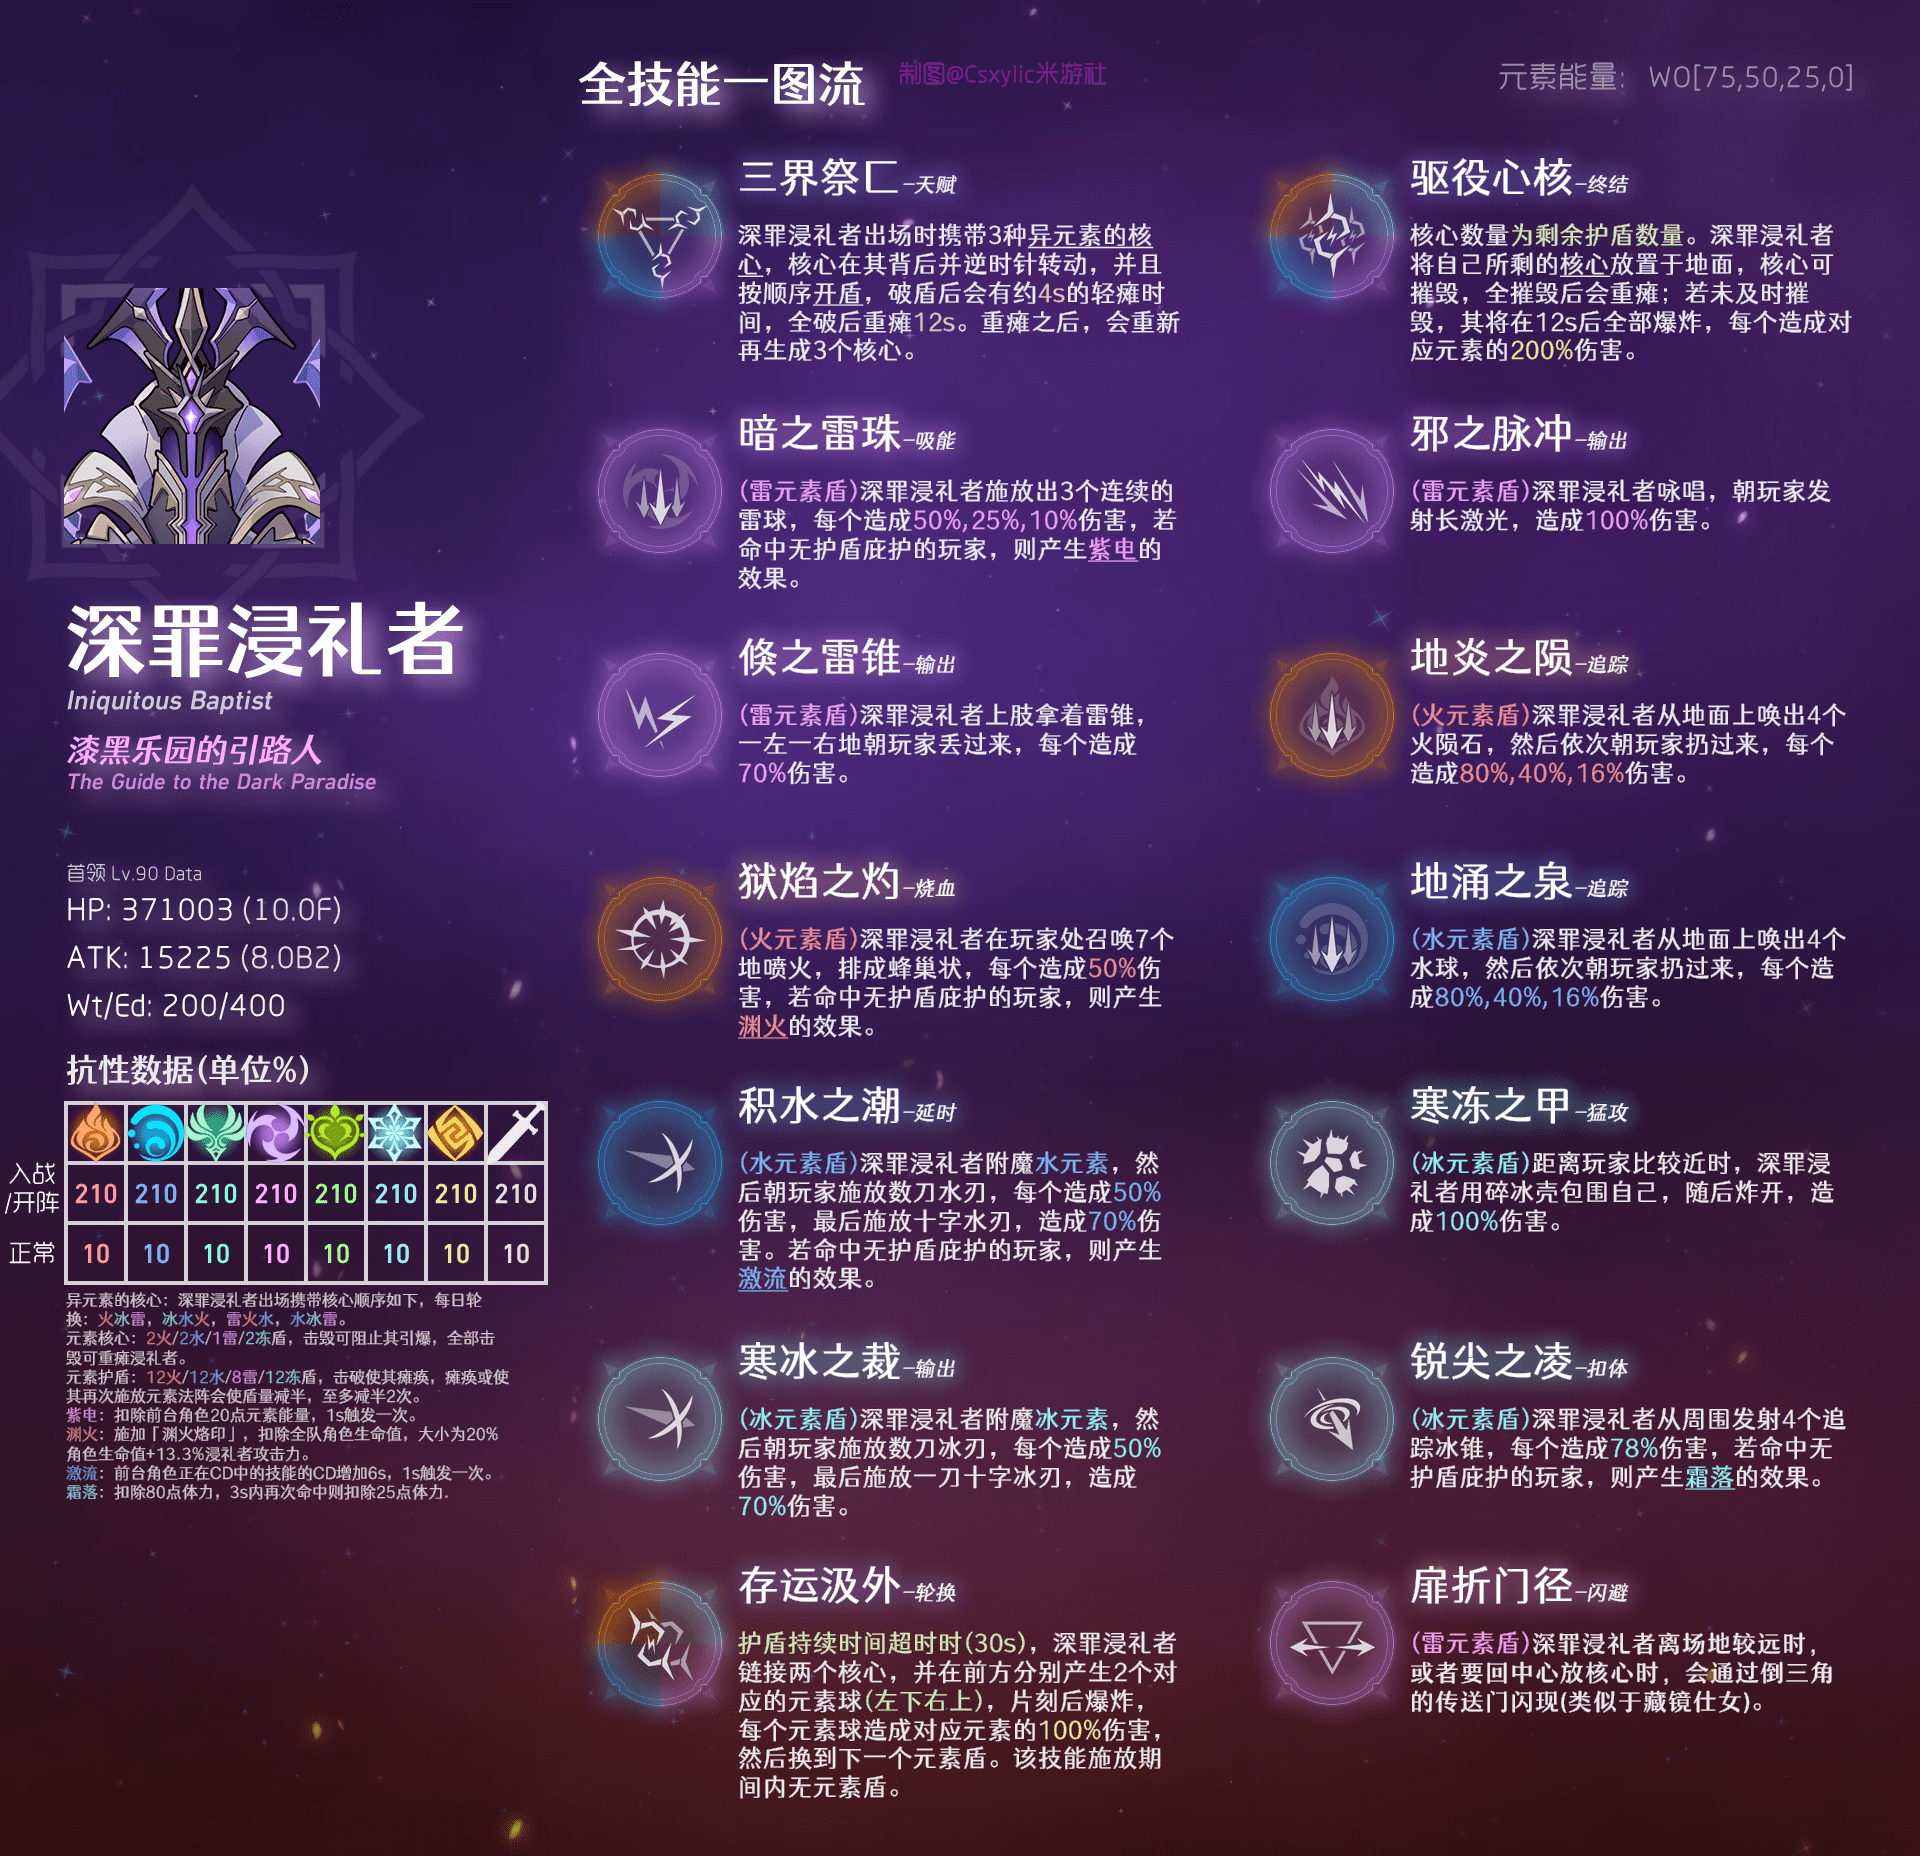 全技能一图流
制图@Csxylic米游社
元素能量： W0[75,50,25,0]
深罪浸礼者
Iniquitous Baptist
漆黑乐园的引路人
The Guide to the Dark Paradise
首领 Lv.90 Data
HP: 371003 (10.0F)
ATK: 15225 (8.0B2)
Wt/Ed: 200/400
抗性数据(单位%)
入战
/开阵
210 210 210 210 210 210 210 210
正常
10 10 10 10 10 10 10 10
异元素的核心：深罪浸礼者出场携带核心顺序如下，每日轮
换：火冰雷，冰水火，雷火水，水冰雷。
元素核心：2火/2水/1雷/2冻盾，击毁可阻止其引爆，全部击
毁可重瘫浸礼者。
元素护盾：12火/12水/8雷/12冻盾，击破使其瘫痪，瘫痪或使
其再次施放元素法阵会使盾量减半，至多减半2次。
紫电：扣除前台角色20点元素能量，1s触发一次。
渊火：施加「渊火烙印」，扣除全队角色生命值，大小为20%
角色生命值+13.3%浸礼者攻击力。
激流：前台角色正在CD中的技能的CD增加6s，1s触发一次。
霜落：扣除80点体力，3s内再次命中则扣除25点体力.
三界祭匚–天赋
深罪浸礼者出场时携带3种异元素的核
心，核心在其背后并逆时针转动，并且
按顺序开盾，破盾后会有约4s的轻瘫时
间，全破后重瘫12s。重瘫之后，会重新
再生成3个核心。
驱役心核–终结
核心数量为剩余护盾数量。深罪浸礼者
将自己所剩的核心放置于地面，核心可
摧毁，全摧毁后会重瘫；若未及时摧
毁，其将在12s后全部爆炸，每个造成对
应元素的200%伤害。
暗之雷珠–吸能
(雷元素盾)深罪浸礼者施放出3个连续的
雷球，每个造成50%,25%,10%伤害，若
命中无护盾庇护的玩家，则产生紫电的
效果。
邪之脉冲–输出
(雷元素盾)深罪浸礼者咏唱，朝玩家发
射长激光，造成100%伤害。
倏之雷锥–输出
(雷元素盾)深罪浸礼者上肢拿着雷锥，
一左一右地朝玩家丢过来，每个造成
70%伤害。
地炎之陨–追踪
(火元素盾)深罪浸礼者从地面上唤出4个
火陨石，然后依次朝玩家扔过来，每个
造成80%,40%,16%伤害。
狱焰之灼–烧血
(火元素盾)深罪浸礼者在玩家处召唤7个
地喷火，排成蜂巢状，每个造成50%伤
害，若命中无护盾庇护的玩家，则产生
渊火的效果。
地涌之泉–追踪
(水元素盾)深罪浸礼者从地面上唤出4个
水球，然后依次朝玩家扔过来，每个造
成80%,40%,16%伤害。
积水之潮–延时
(水元素盾)深罪浸礼者附魔水元素，然
后朝玩家施放数刀水刃，每个造成50%
伤害，最后施放十字水刃，造成70%伤
害。若命中无护盾庇护的玩家，则产生
激流的效果。
寒冻之甲–猛攻
(冰元素盾)距离玩家比较近时，深罪浸
礼者用碎冰壳包围自己，随后炸开，造
成100%伤害。
寒冰之裁–输出
(冰元素盾)深罪浸礼者附魔冰元素，然
后朝玩家施放数刀冰刃，每个造成50%
伤害，最后施放一刀十字冰刃，造成
70%伤害。
锐尖之凌–扣体
(冰元素盾)深罪浸礼者从周围发射4个追
踪冰锥，每个造成78%伤害，若命中无
护盾庇护的玩家，则产生霜落的效果。
存运汲外–轮换
护盾持续时间超时时(30s)，深罪浸礼者
链接两个核心，并在前方分别产生2个对
应的元素球(左下右上)，片刻后爆炸，
每个元素球造成对应元素的100%伤害，
然后换到下一个元素盾。该技能施放期
间内无元素盾。
扉折门径–闪避
(雷元素盾)深罪浸礼者离场地较远时，
或者要回中心放核心时，会通过倒三角
的传送门闪现(类似于藏镜仕女)。